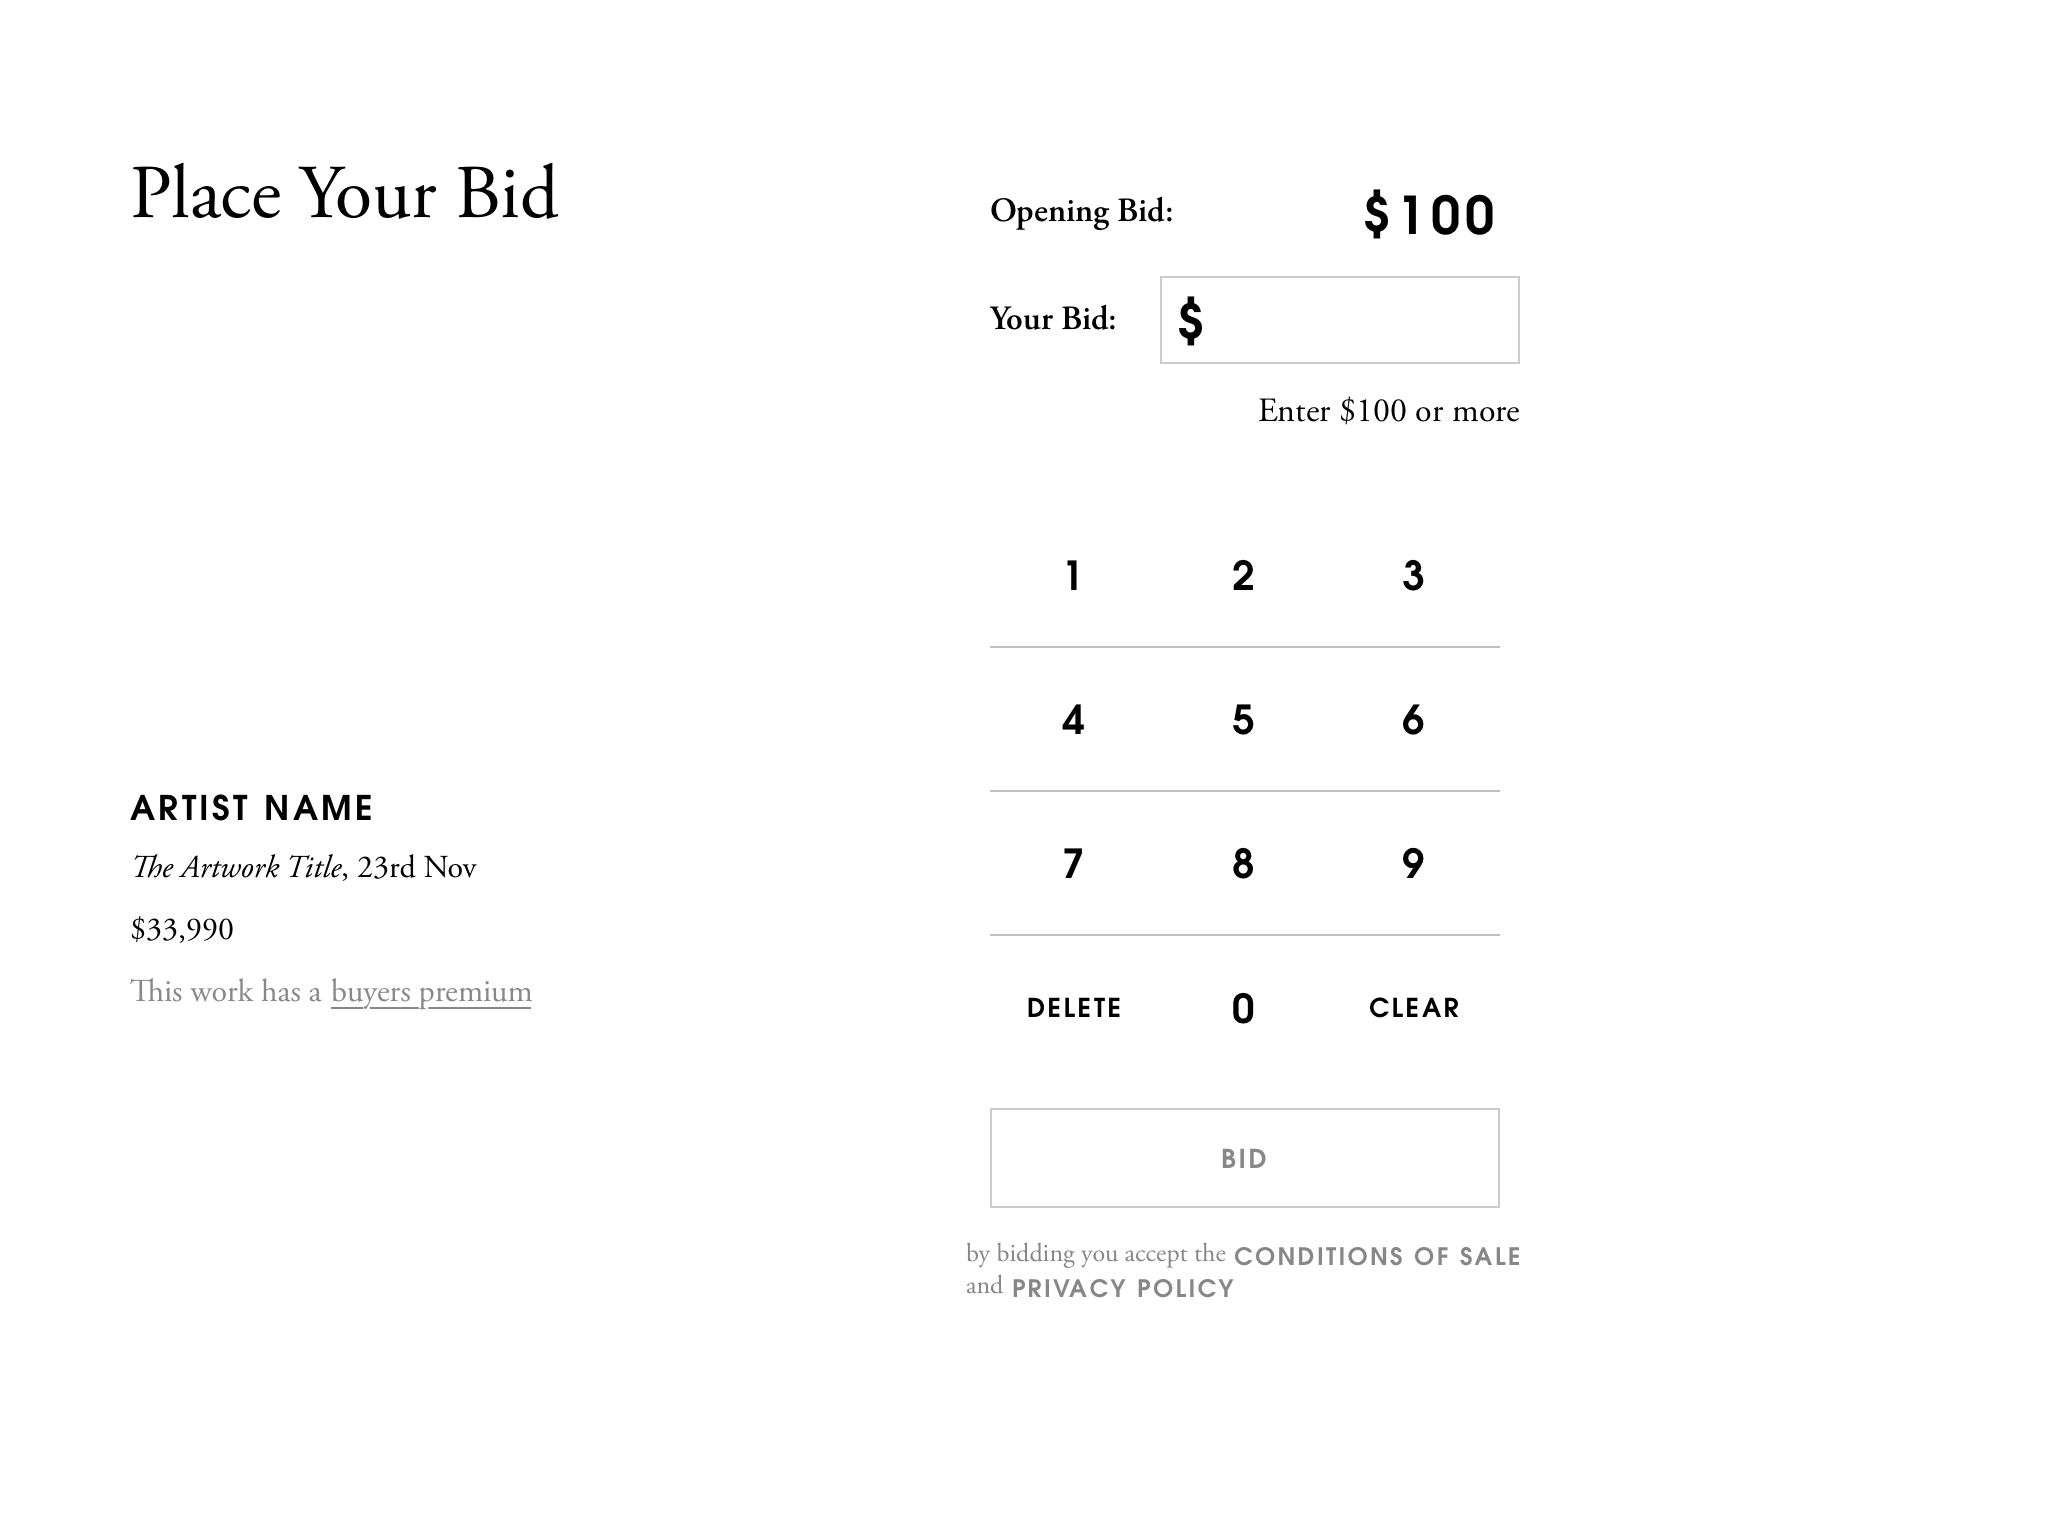 Place Your Bid
Opening Bid: $100
Your Bid: $
Enter $100 or more
1 2 3
4 5 6
7 8 9
DELETE 0 CLEAR
BID
by bidding you accept the CONDITIONS OF SALE
and PRIVACY POLICY
ARTIST NAME
The Artwork Title, 23rd Nov
$33,990
This work has a buyers premium